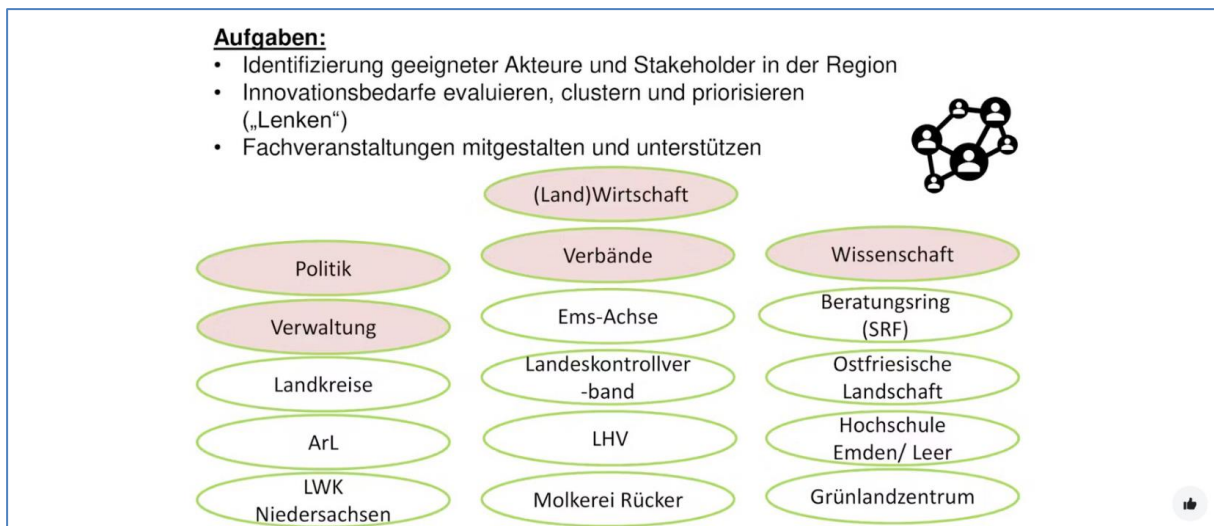 Aufgaben:
• Identifizierung geeigneter Akteure und Stakeholder in der Region
• Innovationsbedarfe evaluieren, clustern und priorisieren
(„Lenken“)
• Fachveranstaltungen mitgestalten und unterstützen
Politik
Verwaltung
Landkreise
ArL
LWK
Niedersachsen
(Land)Wirtschaft
Verbände
Ems-Achse
Landeskontrollver
-band
LHV
Molkerei Rücker
Wissenschaft
Beratungsring
(SRF)
Ostfriesische
Landschaft
Hochschule
Emden/ Leer
Grünlandzentrum